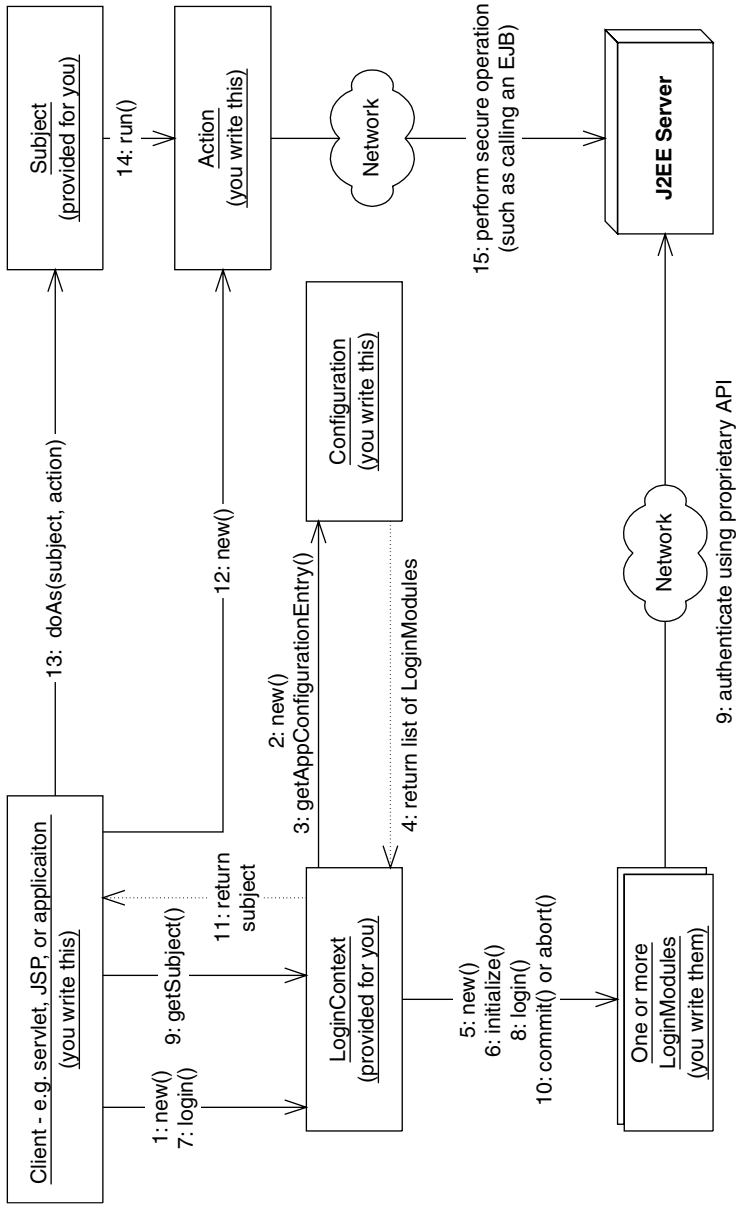 Client - e.g. servlet, JSP, or applicaiton
(you write this)
13:  doAs(subject, action)
Subject
(provided for you)
14: run()
1: new()
7: login()
9: getSubject()
11: return
subject
12: new()
Action
(you write this)
LoginContext
(provided for you)
2: new()
3: getAppConfigurationEntry()
4: return list of LoginModules
Configuration
(you write this)
Network
5: new()
6: initialize()
8: login()
10: commit() or abort()
15: perform secure operation
(such as calling an EJB)
One or more
LoginModules
(you write them)
Network
J2EE Server
9: authenticate using proprietary API